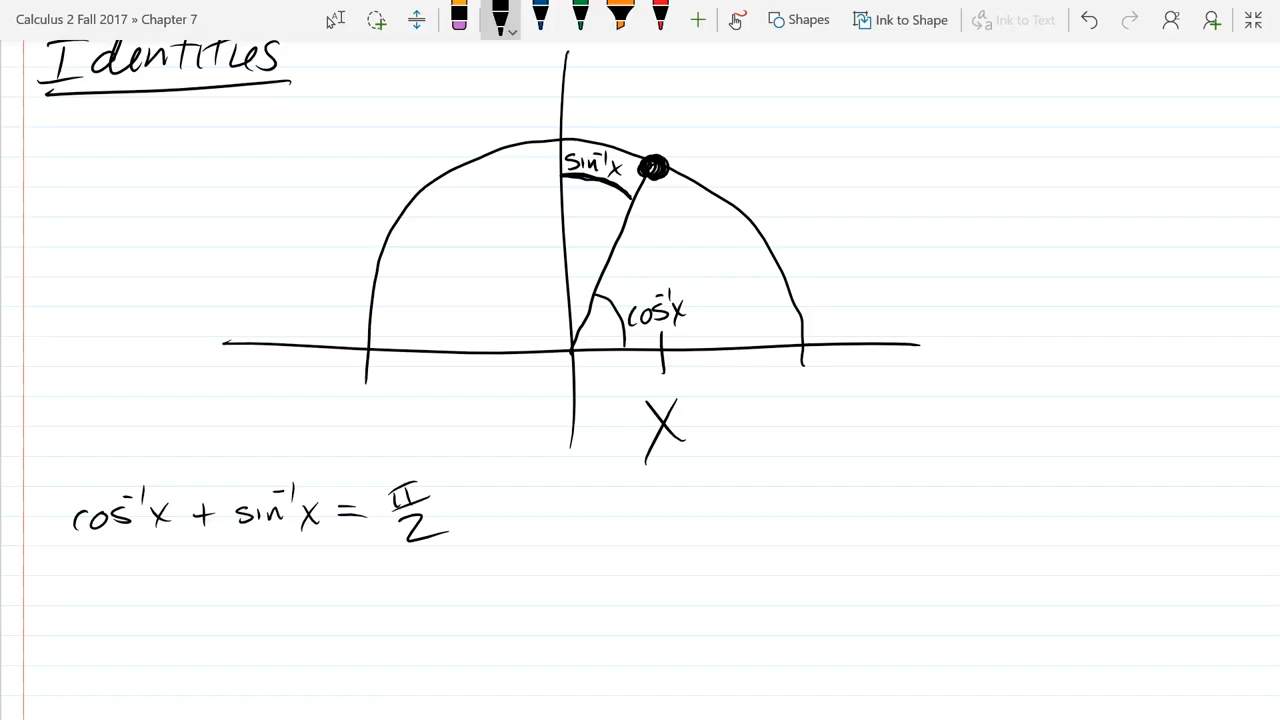 Calculus 2 Fall 2017 » Chapter 7
Shapes
Ink to Shape
Ink to Text
Identities
sin⁻¹x
cos⁻¹x
X
cos⁻¹x + sin⁻¹x = π/2